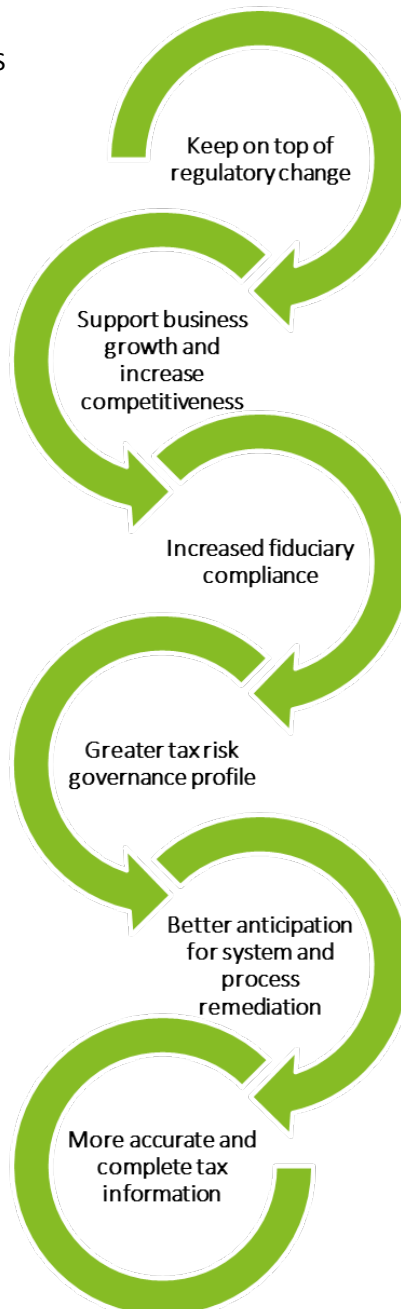 s
Keep on top of
regulatory change
Support business
growth and
increase
competitiveness
Increased fiduciary
compliance
Greater tax risk
governance profile
Better anticipation
for system and
process
remediation
More accurate and
complete tax
information